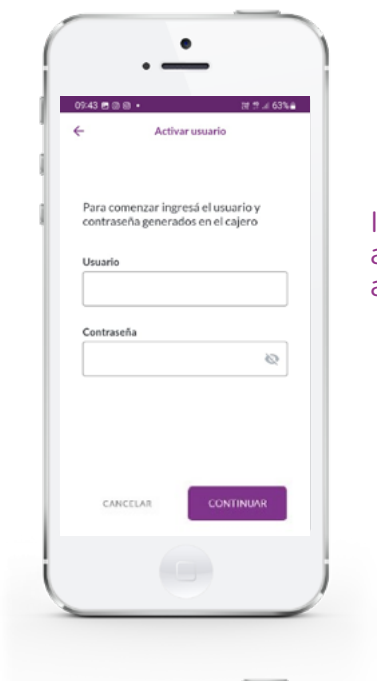 09:43
63%
Activar usuario
Para comenzar ingresá el usuario y
contraseña generados en el cajero
Usuario
Contraseña
CANCELAR
CONTINUAR